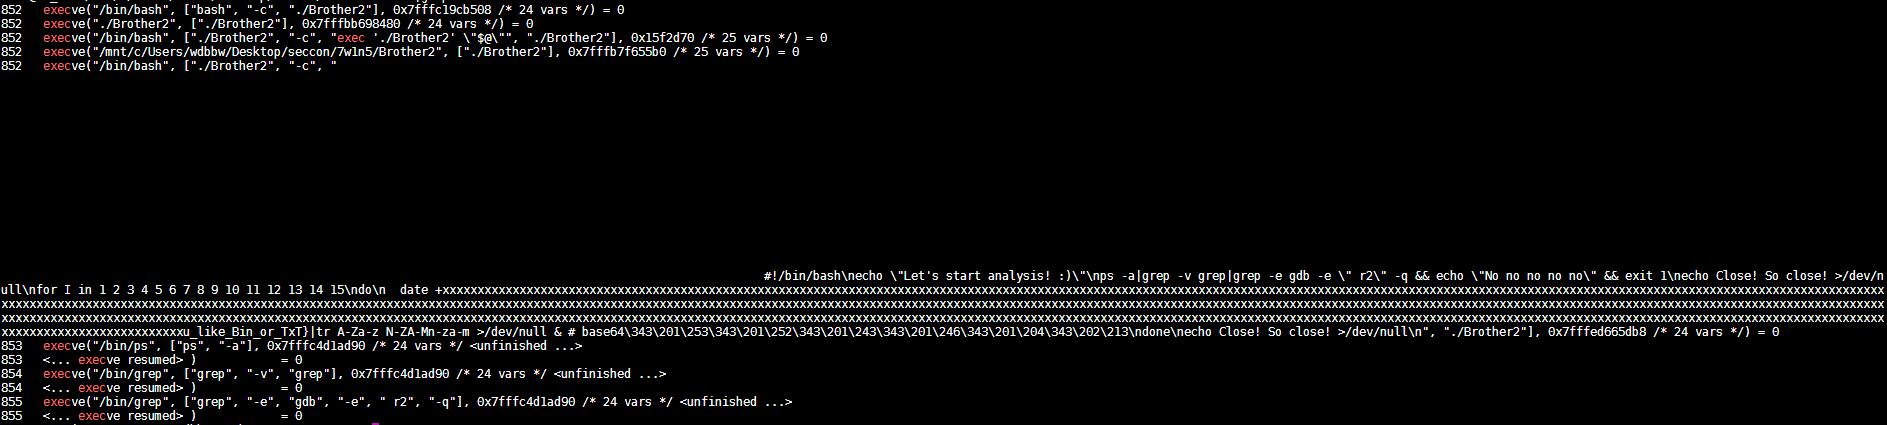 852   execve("/bin/bash", ["bash", "-c", "./Brother2"], 0x7fffc19cb508 /* 24 vars */) = 0
852   execve("./Brother2", ["./Brother2"], 0x7fffbb698480 /* 24 vars */) = 0
852   execve("/bin/bash", ["./Brother2", "-c", "exec './Brother2' \"$@\"", "./Brother2"], 0x15f2d70 /* 25 vars */) = 0
852   execve("/mnt/c/Users/wdbbw/Desktop/seccon/7w1n5/Brother2", ["./Brother2"], 0x7fffb7f655b0 /* 25 vars */) = 0
852   execve("/bin/bash", ["./Brother2", "-c", "
#!/bin/bash\necho \"Let's start analysis! :)\"\nps -a|grep -v grep|grep -e gdb -e \" r2\" -q && echo \"No no no no no\" && exit 1\necho Close! So close! >/dev/n
ull\nfor I in 1 2 3 4 5 6 7 8 9 10 11 12 13 14 15\ndo\n  date +xxxxxxxxxxxxxxxxxxxxxxxxxxxxxxxxxxxxxxxxxxxxxxxxxxxxxxxxxxxxxxxxxxxxxxxxxxxxxxxxxxxxxxxxxxxxxxxxxxxxxxxxxxxxxxxxxxxxxxxxxxxxxxxxxxxxxxxxxxxxxxxxxxxxxxxxxxxxxxxxxxxxxxxxxxxxxxxxxxxxxxxxxxxxxxxxxxxxxxxxxxxxxx
xxxxxxxxxxxxxxxxxxxxxxxxxxxxxxxxxxxxxxxxxxxxxxxxxxxxxxxxxxxxxxxxxxxxxxxxxxxxxxxxxxxxxxxxxxxxxxxxxxxxxxxxxxxxxxxxxxxxxxxxxxxxxxxxxxxxxxxxxxxxxxxxxxxxxxxxxxxxxxxxxxxxxxxxxxxxxxxxxxxxxxxxxxxxxxxxxxxxxxxxxxxxxxxxxxxxxxxxxxxxxxxxxxxxxxxxxxxxxxxxxxxxxxxxx
xxxxxxxxxxxxxxxxxxxxxxxxxxxxxxxxxxxxxxxxxxxxxxxxxxxxxxxxxxxxxxxxxxxxxxxxxxxxxxxxxxxxxxxxxxxxxxxxxxxxxxxxxxxxxxxxxxxxxxxxxxxxxxxxxxxxxxxxxxxxxxxxxxxxxxxxxxxxxxxxxxxxxxxxxxxxxxxxxxxxxxxxxxxxxxxxxxxxxxxxxxxxxxxxxxxxxxxxxxxxxxxxxxxxxxxxxxxxxxxxxxxxxxxxx
xxxxxxxxxxxxxxxxxxxxxxxxxxu_like_Bin_or_TxT}|tr A-Za-z N-ZA-Mn-za-m >/dev/null & # base64\343\201\253\343\201\252\343\201\243\343\201\246\343\201\204\343\202\213\ndone\necho Close! So close! >/dev/null\n", "./Brother2"], 0x7fffed665db8 /* 24 vars */) = 0
853   execve("/bin/ps", ["ps", "-a"], 0x7fffc4d1ad90 /* 24 vars */ <unfinished ...>
853   <... execve resumed> )            = 0
854   execve("/bin/grep", ["grep", "-v", "grep"], 0x7fffc4d1ad90 /* 24 vars */ <unfinished ...>
854   <... execve resumed> )            = 0
855   execve("/bin/grep", ["grep", "-e", "gdb", "-e", " r2", "-q"], 0x7fffc4d1ad90 /* 24 vars */ <unfinished ...>
855   <... execve resumed> )            = 0